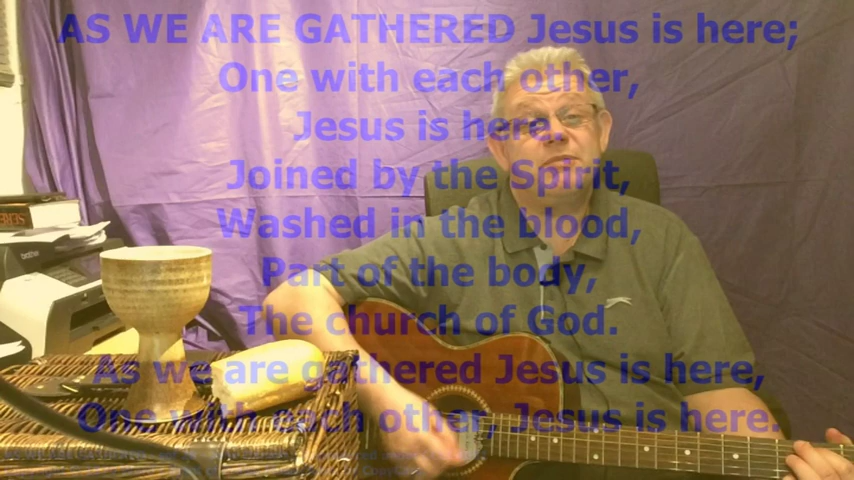 AS WE ARE GATHERED Jesus is here;
One with each other,
Jesus is here.
Joined by the Spirit,
Washed in the blood,
Part of the body,
The church of God.
As we are gathered Jesus is here,
One with each other, Jesus is here.